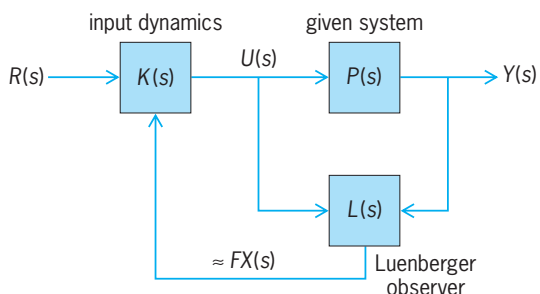 input dynamics
given system
R(s)
K(s)
U(s)
P(s)
Y(s)
L(s)
≈ FX(s)
Luenberger
observer